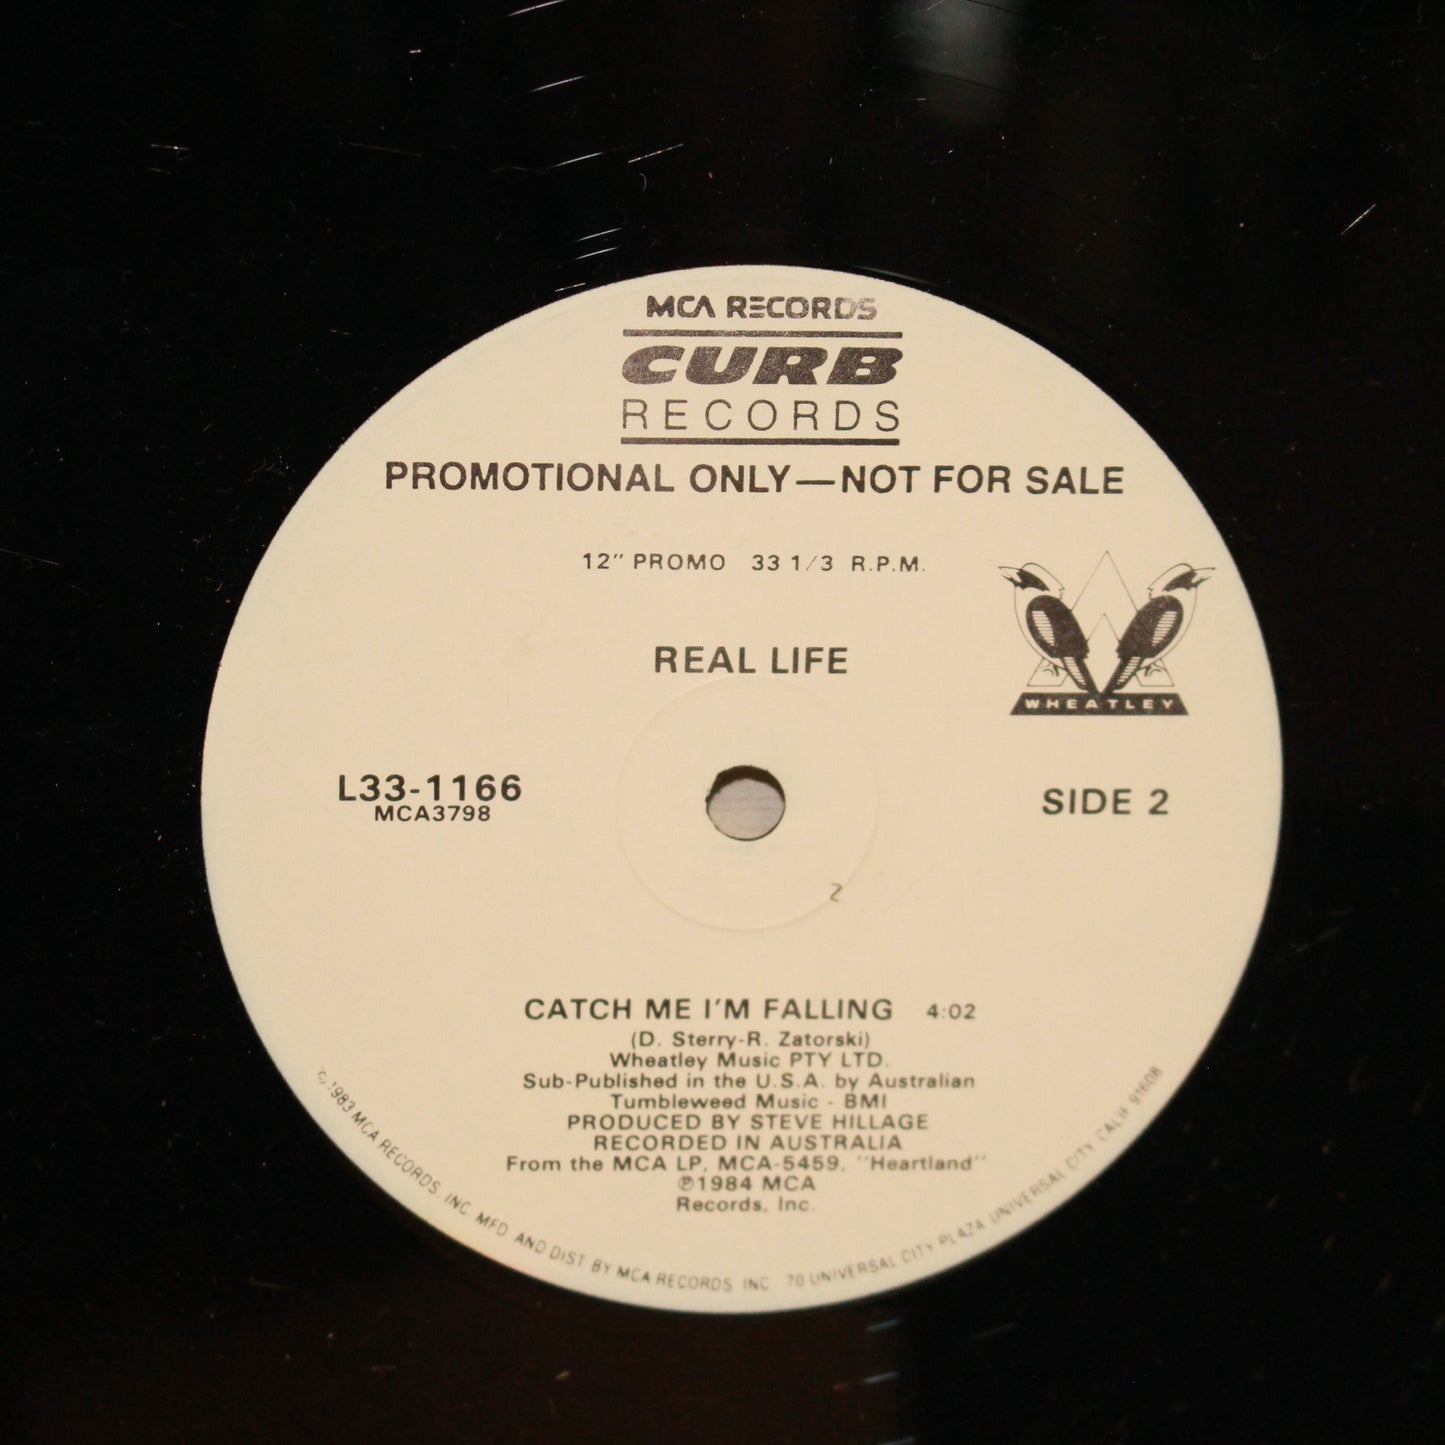 MCA RECORDS
CURB
RECORDS
PROMOTIONAL ONLY—NOT FOR SALE
12" PROMO 33 1/3 R.P.M.
REAL LIFE
WHEATLEY
L33-1166
MCA3798
SIDE 2
2
CATCH ME I'M FALLING 4:02
(D. Sterry-R. Zatorski)
Wheatley Music PTY LTD.
Sub-Published in the U.S.A. by Australian
Tumbleweed Music - BMI
PRODUCED BY STEVE HILLAGE
RECORDED IN AUSTRALIA
From the MCA LP, MCA-5459, "Heartland"
℗1984 MCA
Records, Inc.
© 1983 MCA RECORDS, INC. MFD AND DIST BY MCA RECORDS INC 70 UNIVERSAL CITY PLAZA UNIVERSAL CITY CALIF 91608